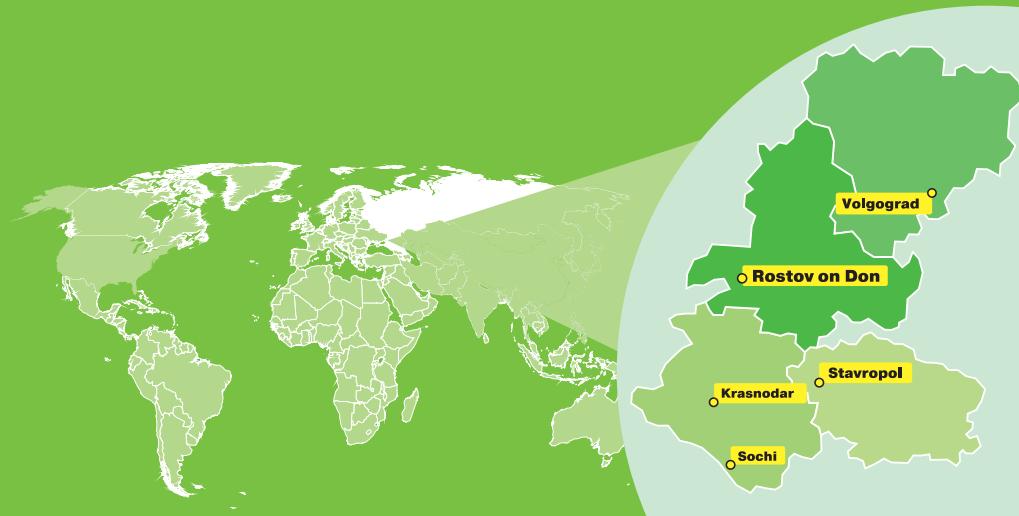 Volgograd
Rostov on Don
Stavropol
Krasnodar
Sochi